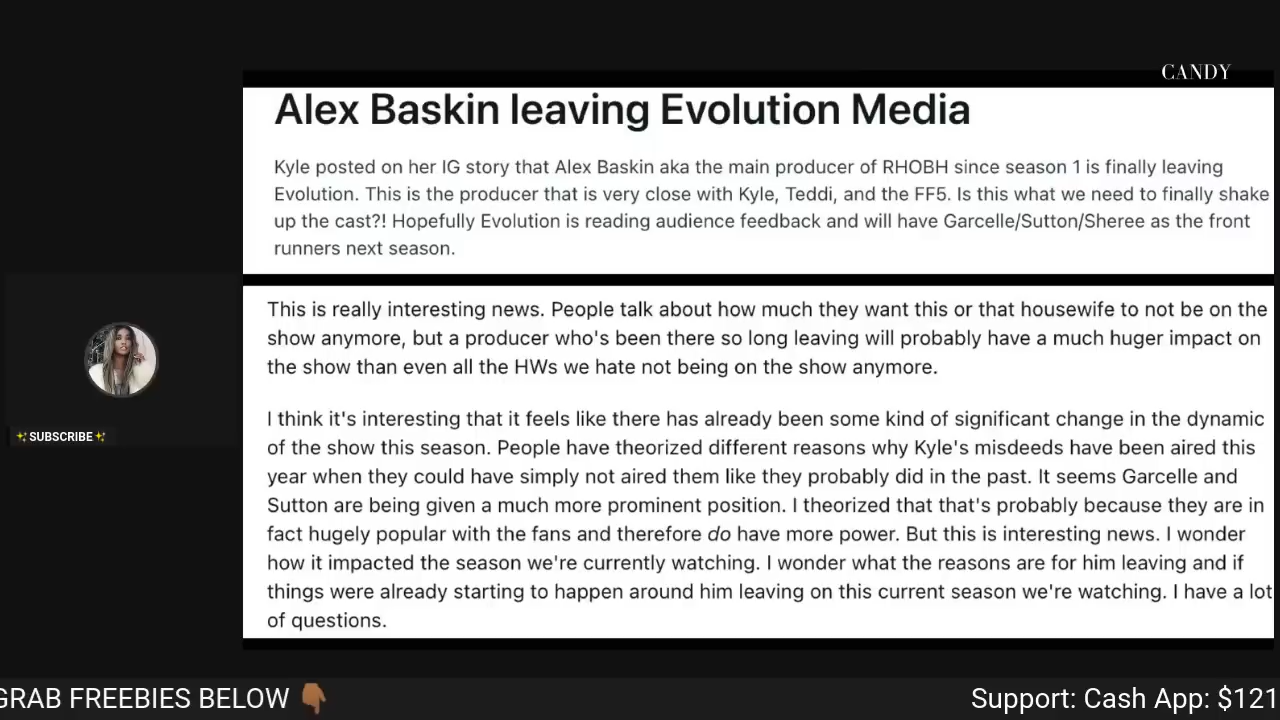 CANDY
Alex Baskin leaving Evolution Media
Kyle posted on her IG story that Alex Baskin aka the main producer of RHOBH since season 1 is finally leaving
Evolution. This is the producer that is very close with Kyle, Teddi, and the FF5. Is this what we need to finally shake
up the cast?! Hopefully Evolution is reading audience feedback and will have Garcelle/Sutton/Sheree as the front
runners next season.
This is really interesting news. People talk about how much they want this or that housewife to not be on the
show anymore, but a producer who's been there so long leaving will probably have a much huger impact on
the show than even all the HWs we hate not being on the show anymore.
I think it's interesting that it feels like there has already been some kind of significant change in the dynamic
of the show this season. People have theorized different reasons why Kyle's misdeeds have been aired this
year when they could have simply not aired them like they probably did in the past. It seems Garcelle and
Sutton are being given a much more prominent position. I theorized that that's probably because they are in
fact hugely popular with the fans and therefore do have more power. But this is interesting news. I wonder
how it impacted the season we're currently watching. I wonder what the reasons are for him leaving and if
things were already starting to happen around him leaving on this current season we're watching. I have a lot
of questions.
✨SUBSCRIBE✨
GRAB FREEBIES BELOW 👇🏾 Support: Cash App: $121